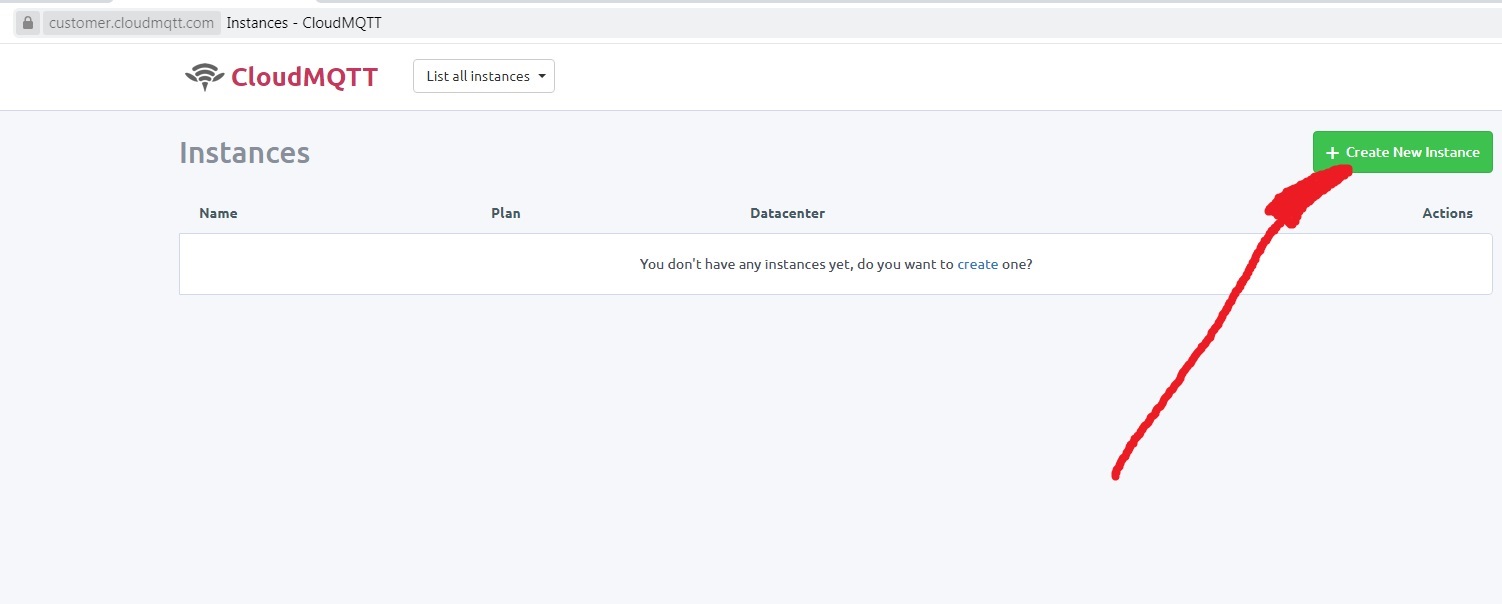 customer.cloudmqtt.com Instances - CloudMQTT
CloudMQTT List all instances
Instances
+ Create New Instance
Name Plan Datacenter Actions
You don't have any instances yet, do you want to create one?